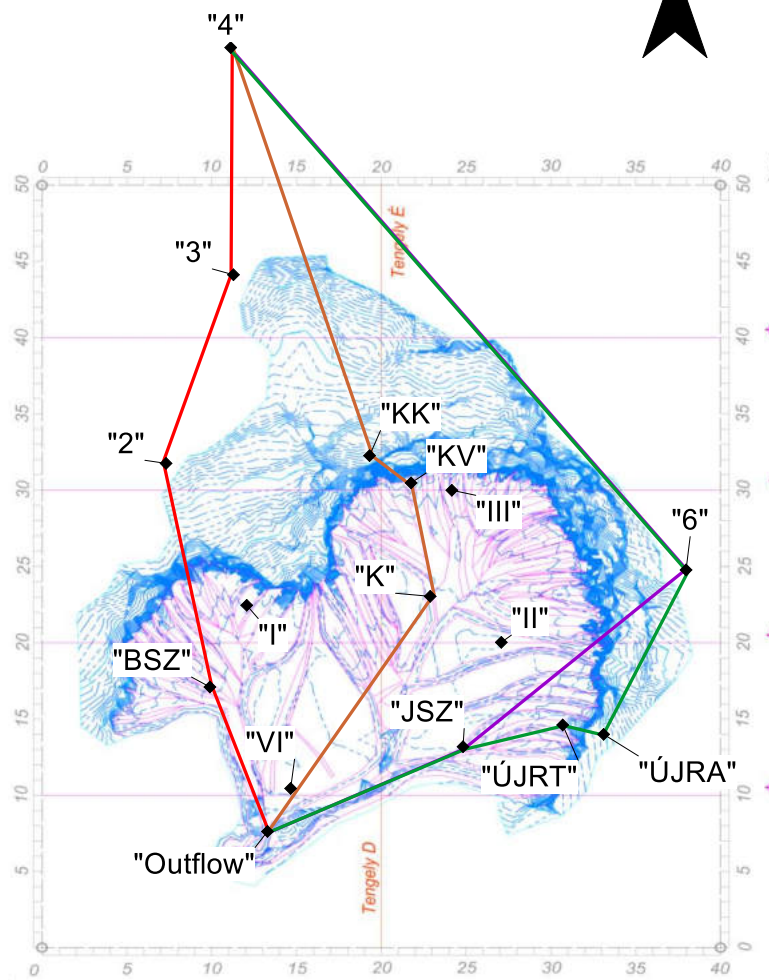 "4"
0 5 10 15 20 25 30 35 40
50 50
Tengely É
"3"
45 45
40 40
"KK"
35 35
"2"
"KV"
30 30
"III"
"6"
25 25
"K"
"I"
"II"
20 20
"BSZ"
"JSZ"
15 15
"VI"
"ÚJRT"
"ÚJRA"
10 10
"Outflow"
Tengely D
5 5
0 0
0 5 10 15 20 25 30 35 40